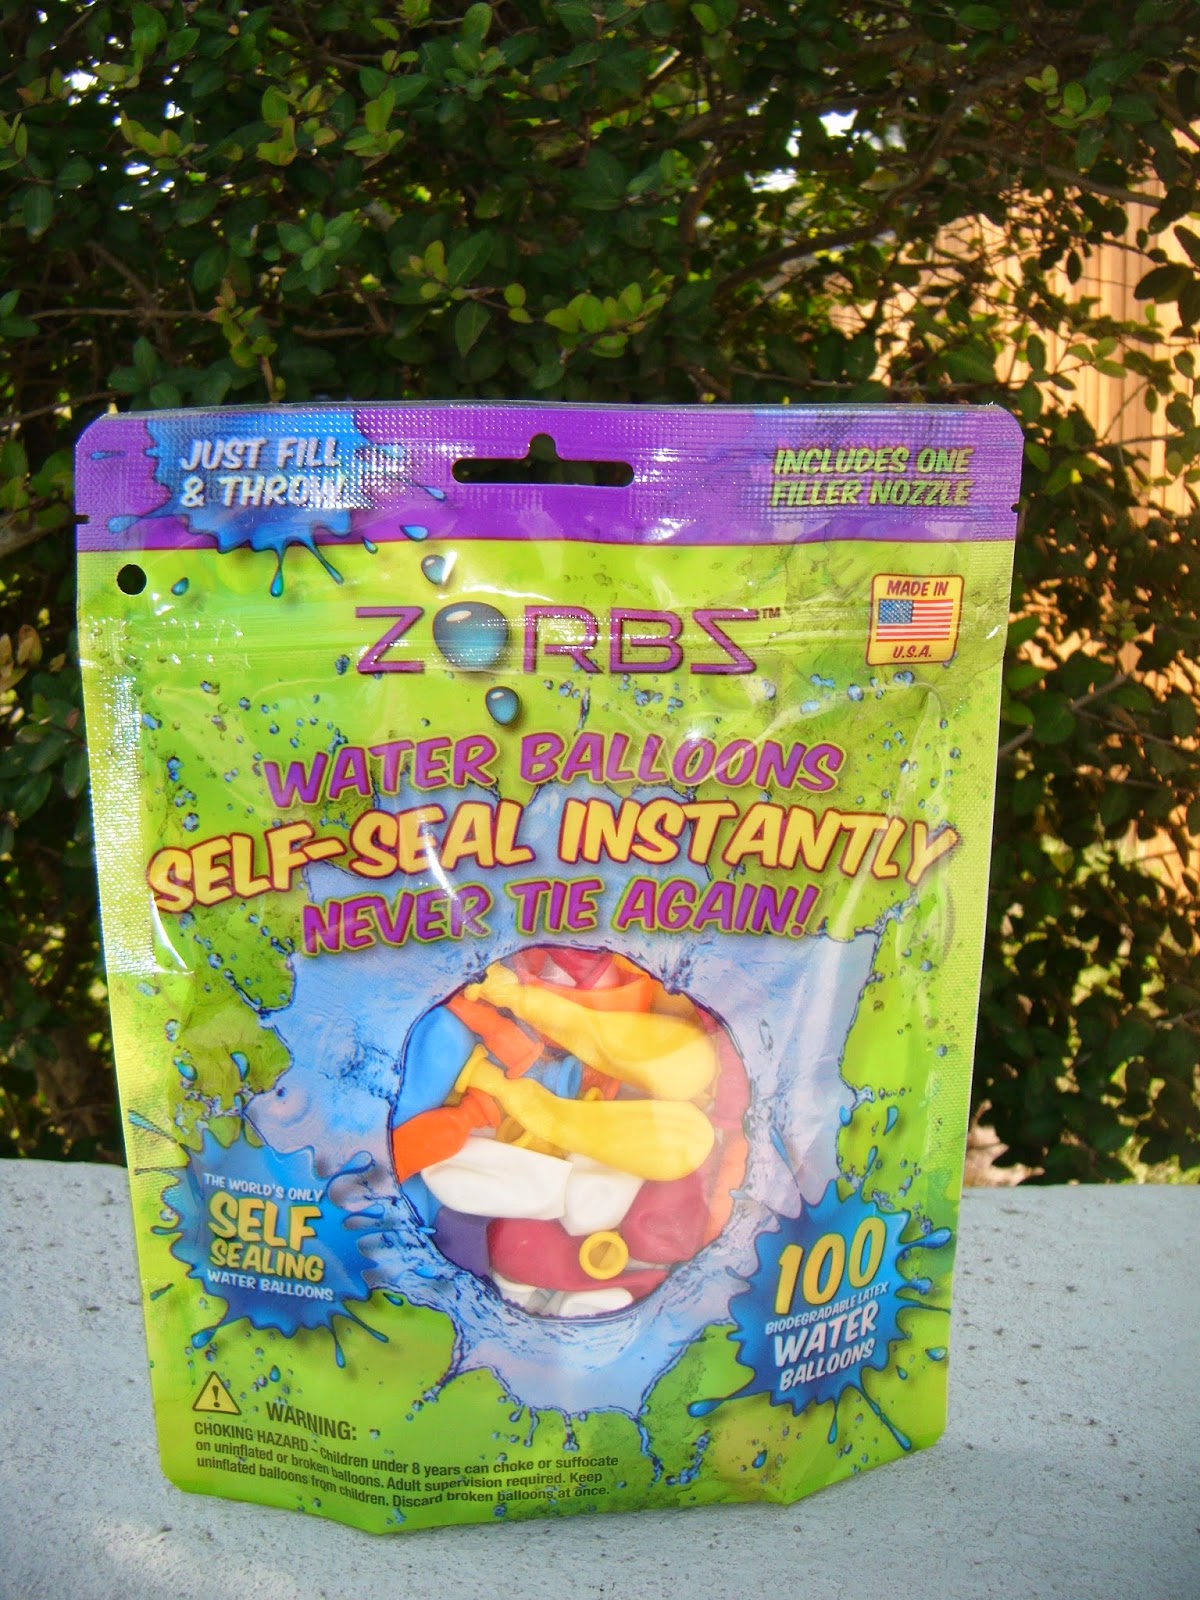 JUST FILL
& THROW
INCLUDES ONE
FILLER NOZZLE
MADE IN
U.S.A.
ZORBS™
WATER BALLOONS
SELF-SEAL INSTANTLY
NEVER TIE AGAIN!
THE WORLD'S ONLY
SELF
SEALING
WATER BALLOONS
100
BIODEGRADABLE LATEX
WATER
BALLOONS
WARNING:
CHOKING HAZARD - Children under 8 years can choke or suffocate
on uninflated or broken balloons. Adult supervision required. Keep
uninflated balloons from children. Discard broken balloons at once.